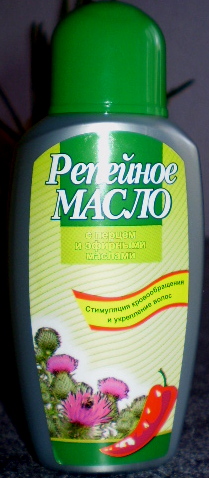 Репейное
МАСЛО
с перцем
и эфирными
маслами
Стимуляция кровообращения
и укрепление волос